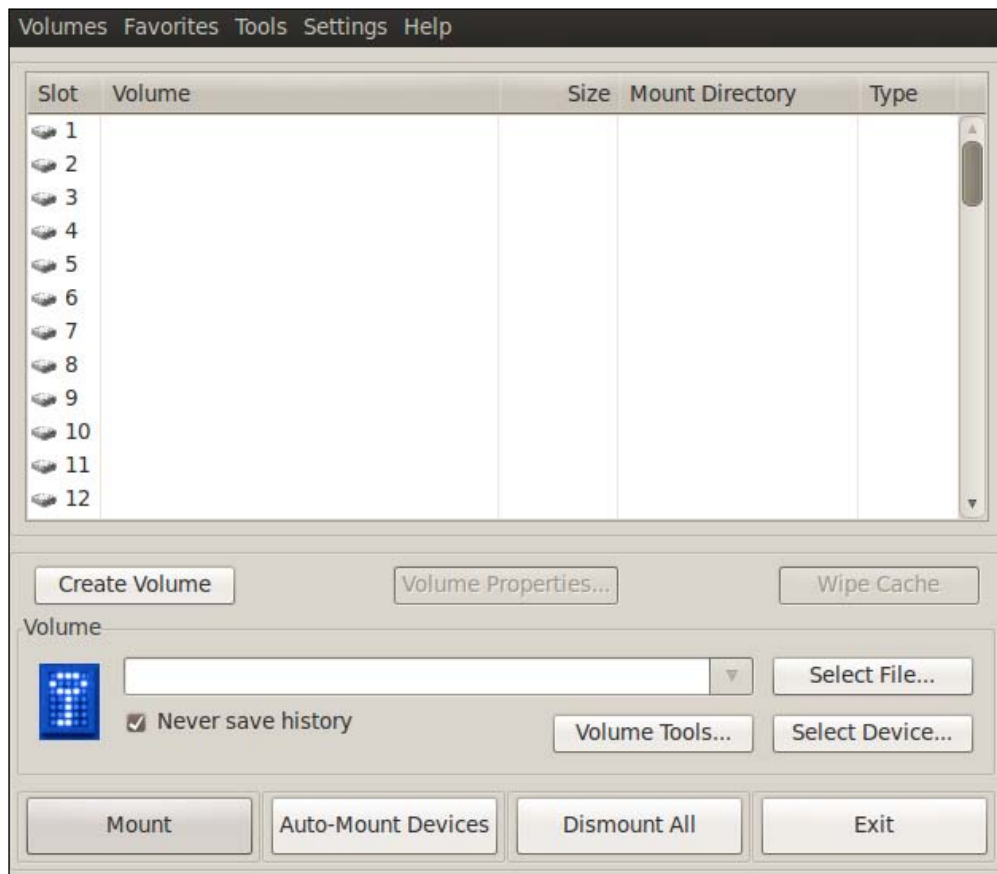 Volumes Favorites Tools Settings Help
Slot Volume Size Mount Directory Type
1
2
3
4
5
6
7
8
9
10
11
12
Create Volume Volume Properties... Wipe Cache
Volume
Select File...
Never save history
Volume Tools... Select Device...
Mount Auto-Mount Devices Dismount All Exit